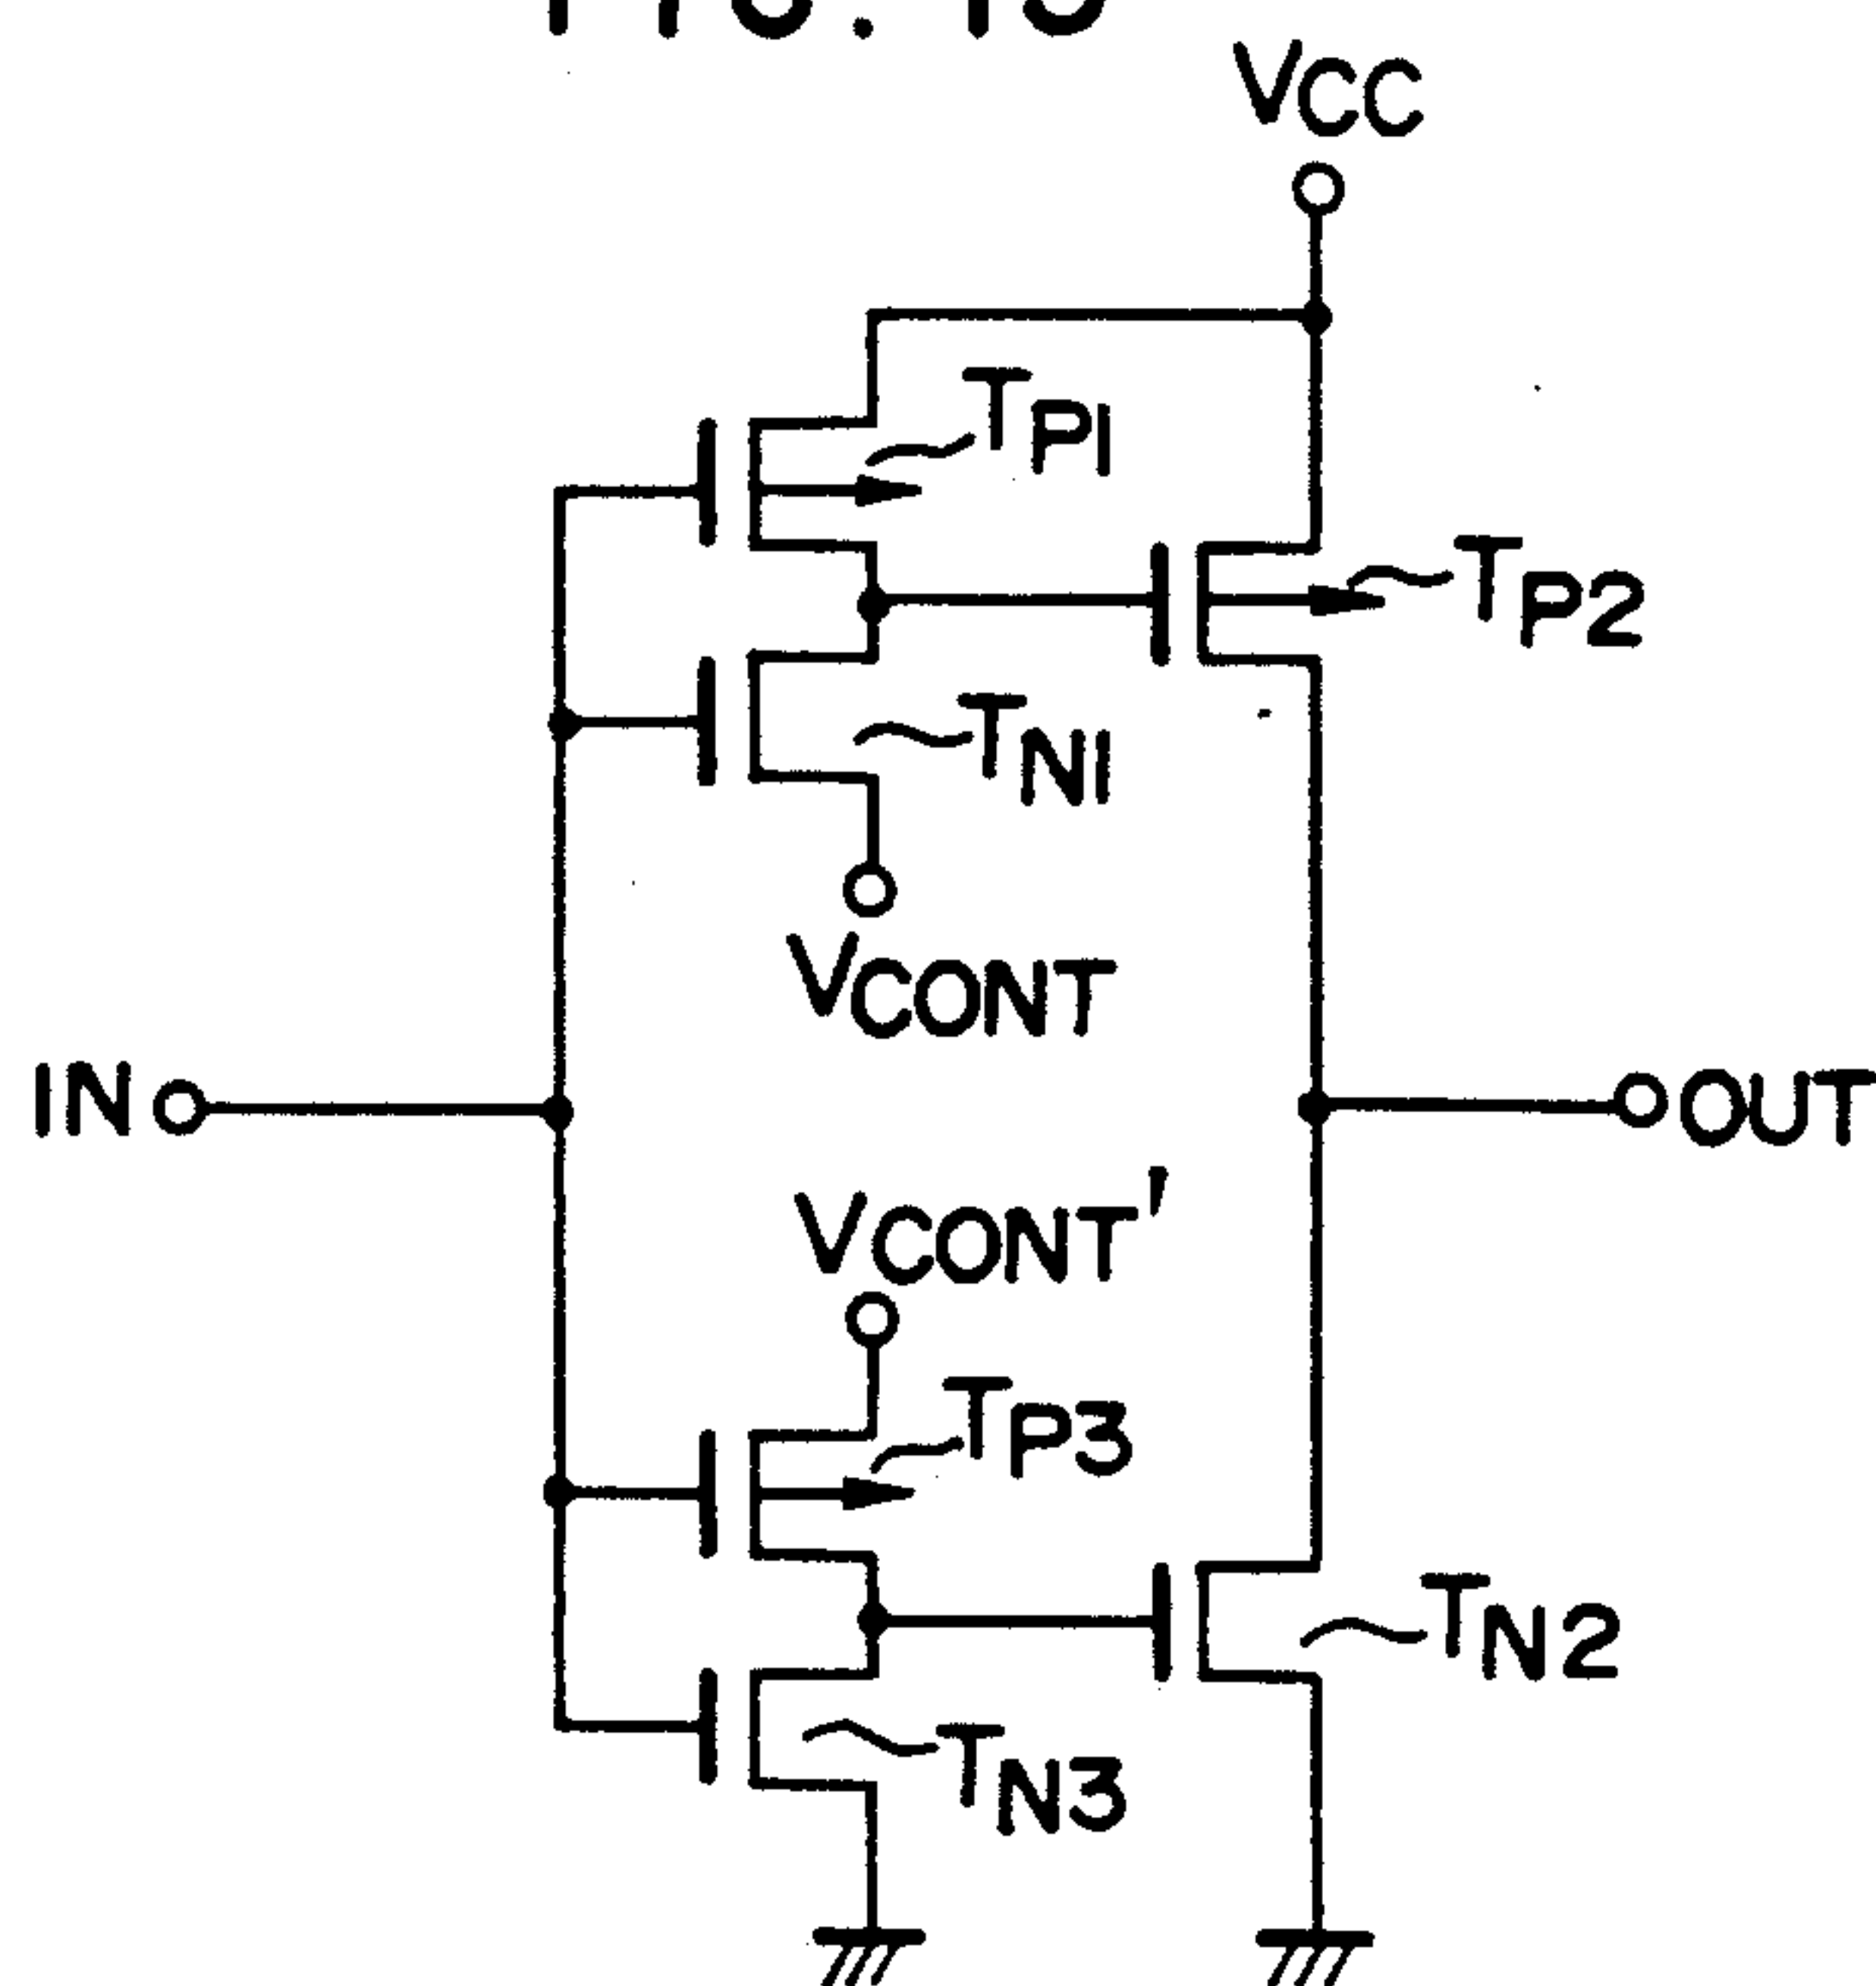 VCC
TP1
TP2
TN1
VCONT
IN
OUT
VCONT'
TP3
TN2
TN3